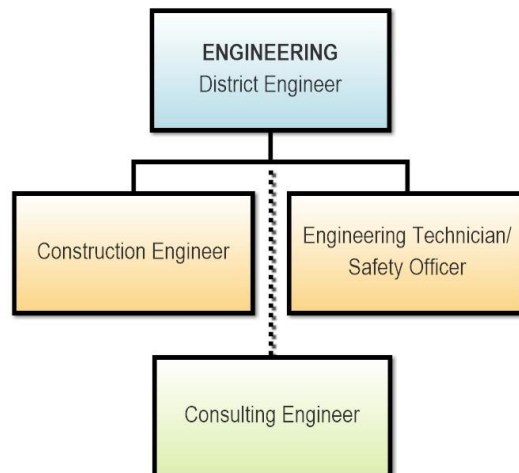 ENGINEERING
District Engineer
Construction Engineer
Engineering Technician/
Safety Officer
Consulting Engineer